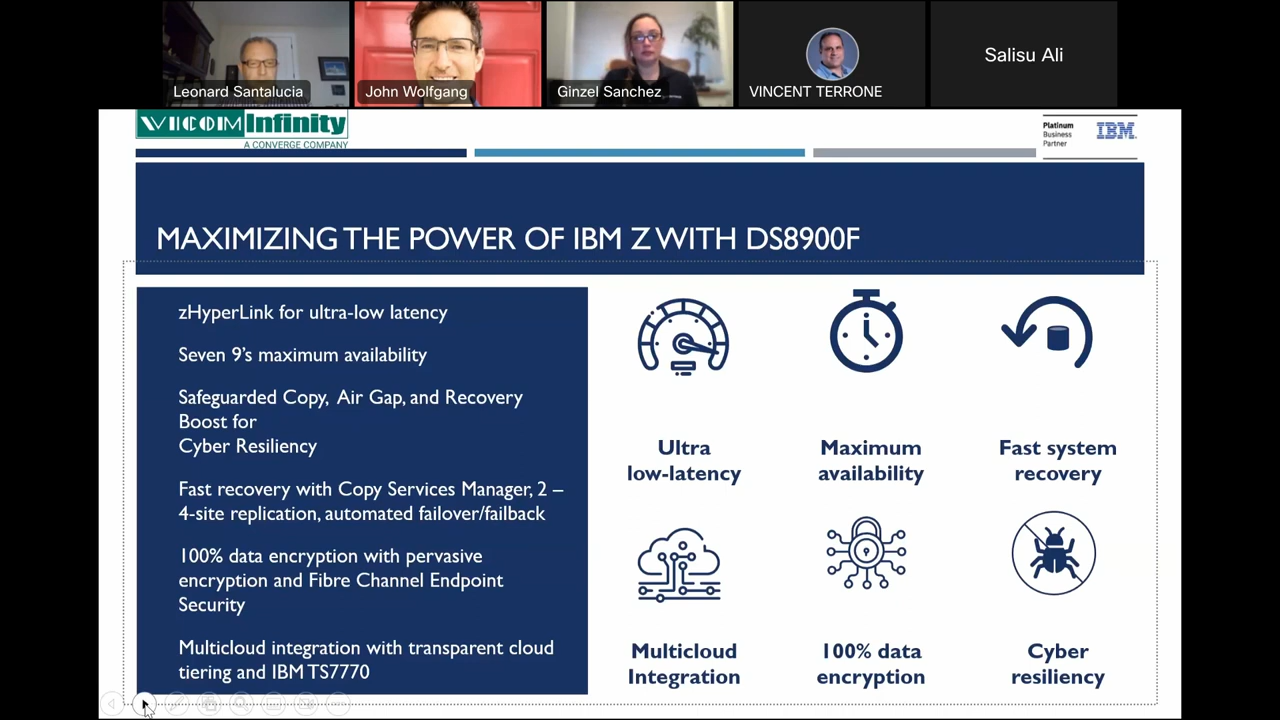 Leonard Santalucia
John Wolfgang
Ginzel Sanchez
VINCENT TERRONE
Salisu Ali
WICOM Infinity
A CONVERGE COMPANY
Platinum
Business
Partner
IBM
MAXIMIZING THE POWER OF IBM Z WITH DS8900F
zHyperLink for ultra-low latency
Seven 9's maximum availability
Safeguarded Copy, Air Gap, and Recovery
Boost for
Cyber Resiliency
Fast recovery with Copy Services Manager, 2 –
4-site replication, automated failover/failback
100% data encryption with pervasive
encryption and Fibre Channel Endpoint
Security
Multicloud integration with transparent cloud
tiering and IBM TS7770
Ultra
low-latency
Maximum
availability
Fast system
recovery
Multicloud
Integration
100% data
encryption
Cyber
resiliency